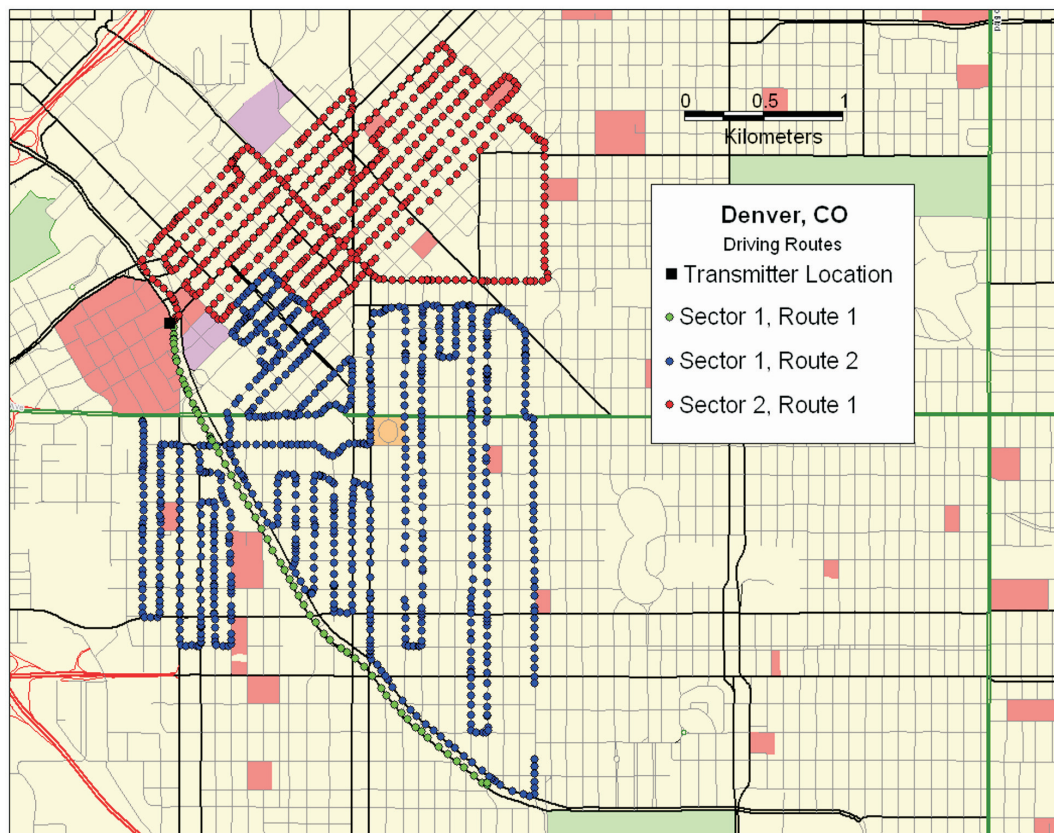 0 0.5 1
Kilometers
Denver, CO
Driving Routes
Transmitter Location
Sector 1, Route 1
Sector 1, Route 2
Sector 2, Route 1